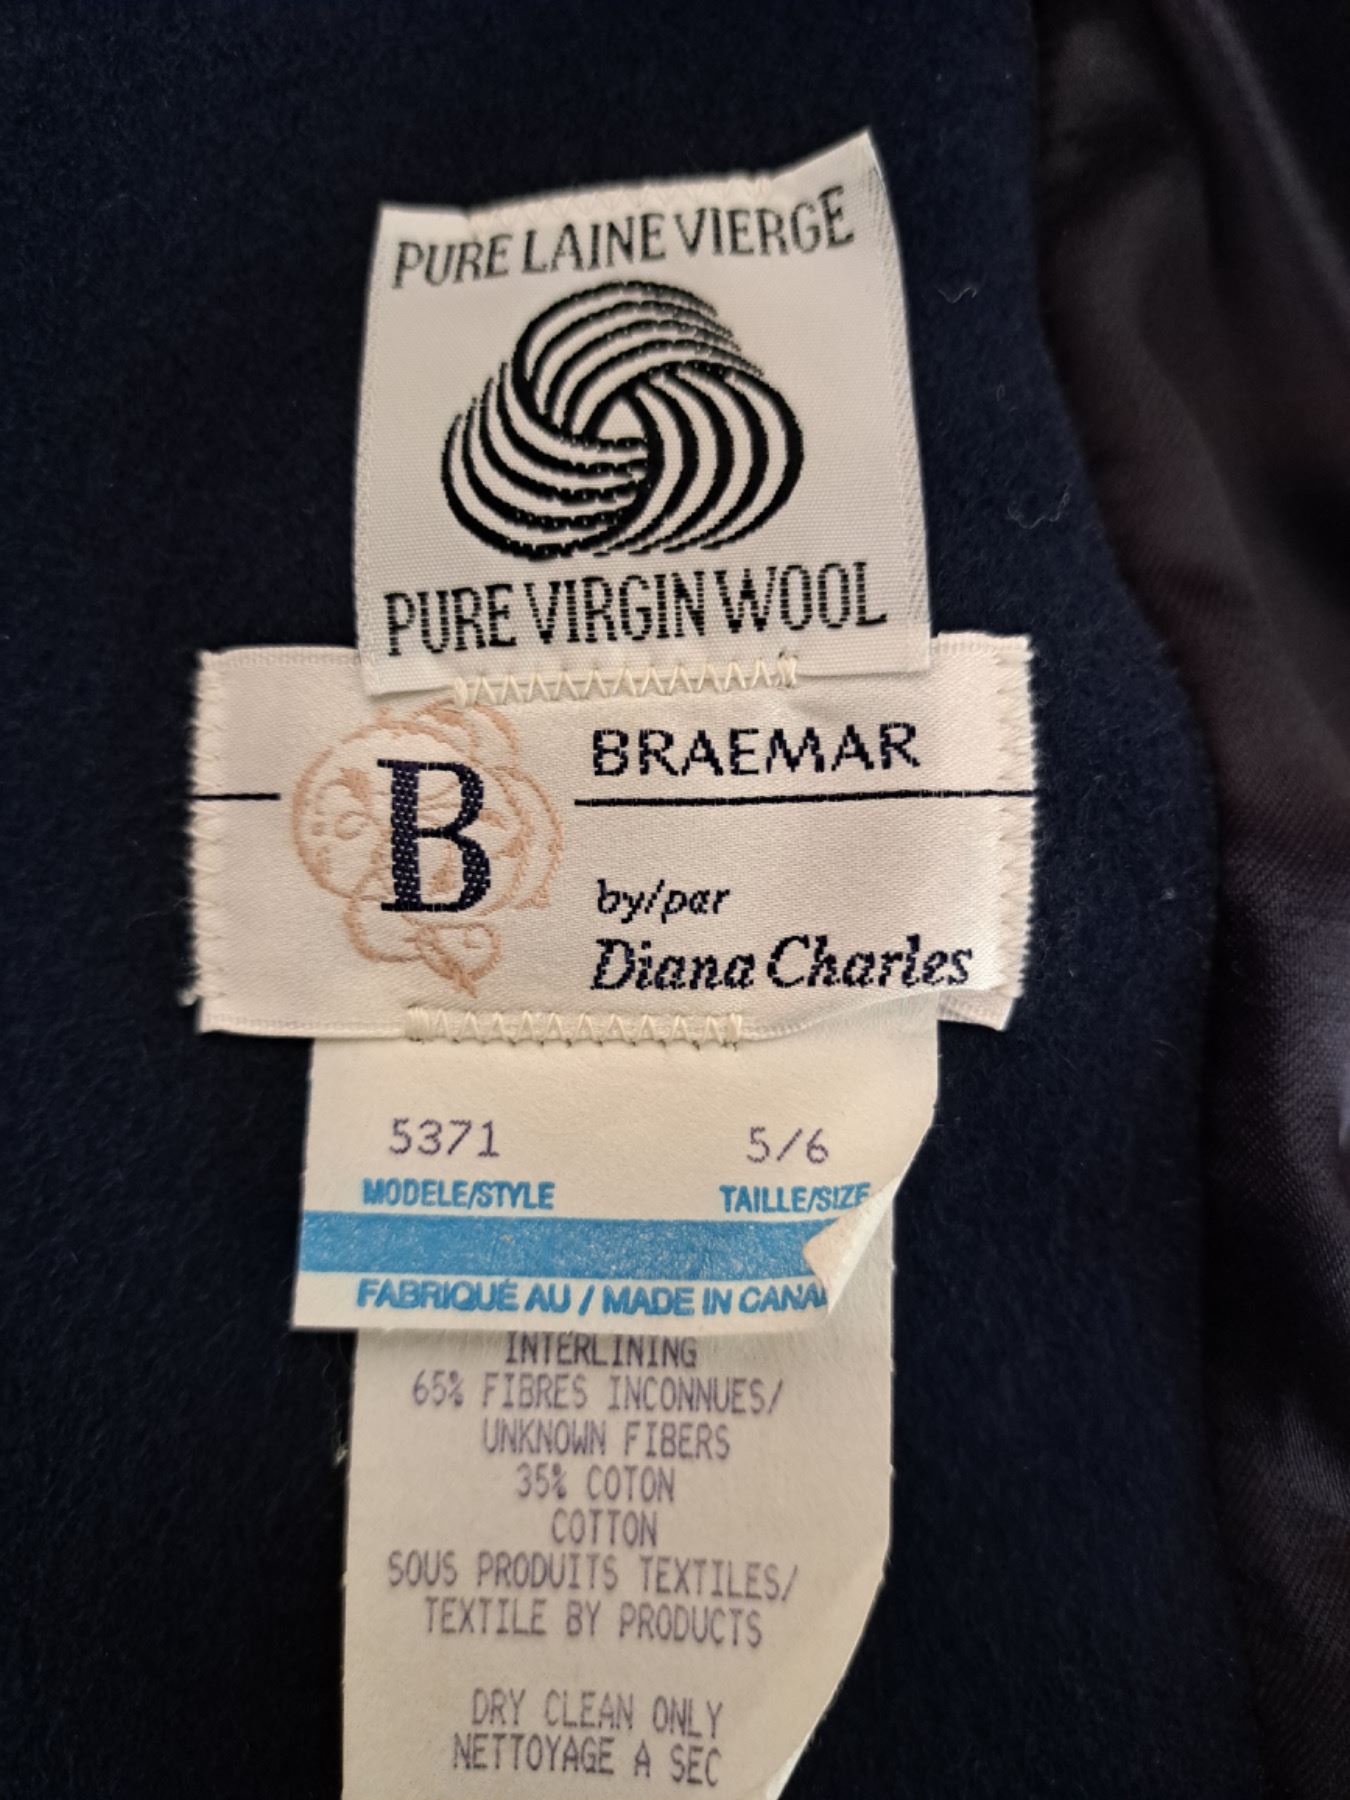 PURE LAINE VIERGE
PURE VIRGIN WOOL
B
BRAEMAR
by/par
Diana Charles
5371 5/6
MODELE/STYLE TAILLE/SIZE
FABRIQUÉ AU / MADE IN CANA
INTERLINING
65% FIBRES INCONNUES/
UNKNOWN FIBERS
35% COTON
COTTON
SOUS PRODUITS TEXTILES/
TEXTILE BY PRODUCTS
DRY CLEAN ONLY
NETTOYAGE A SEC